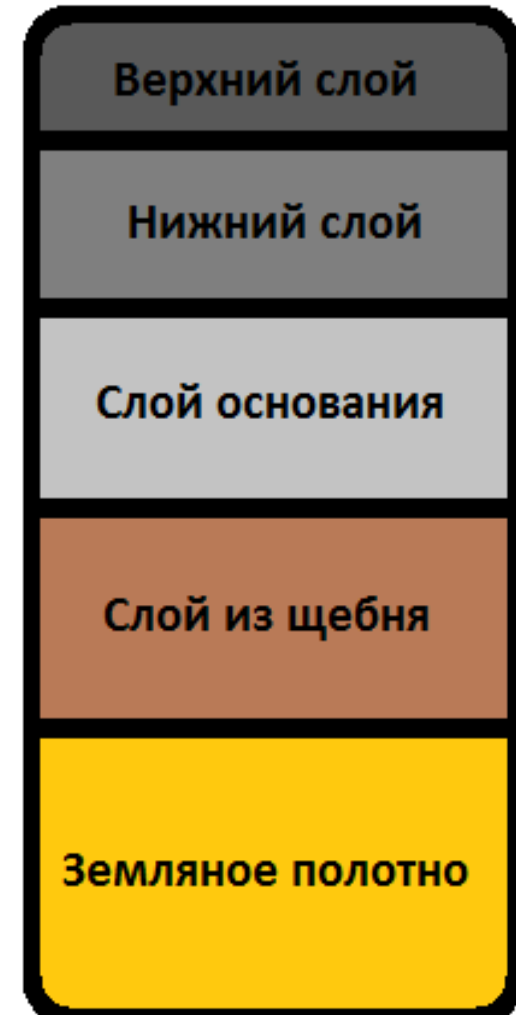 Верхний слой
Нижний слой
Слой основания
Слой из щебня
Земляное полотно